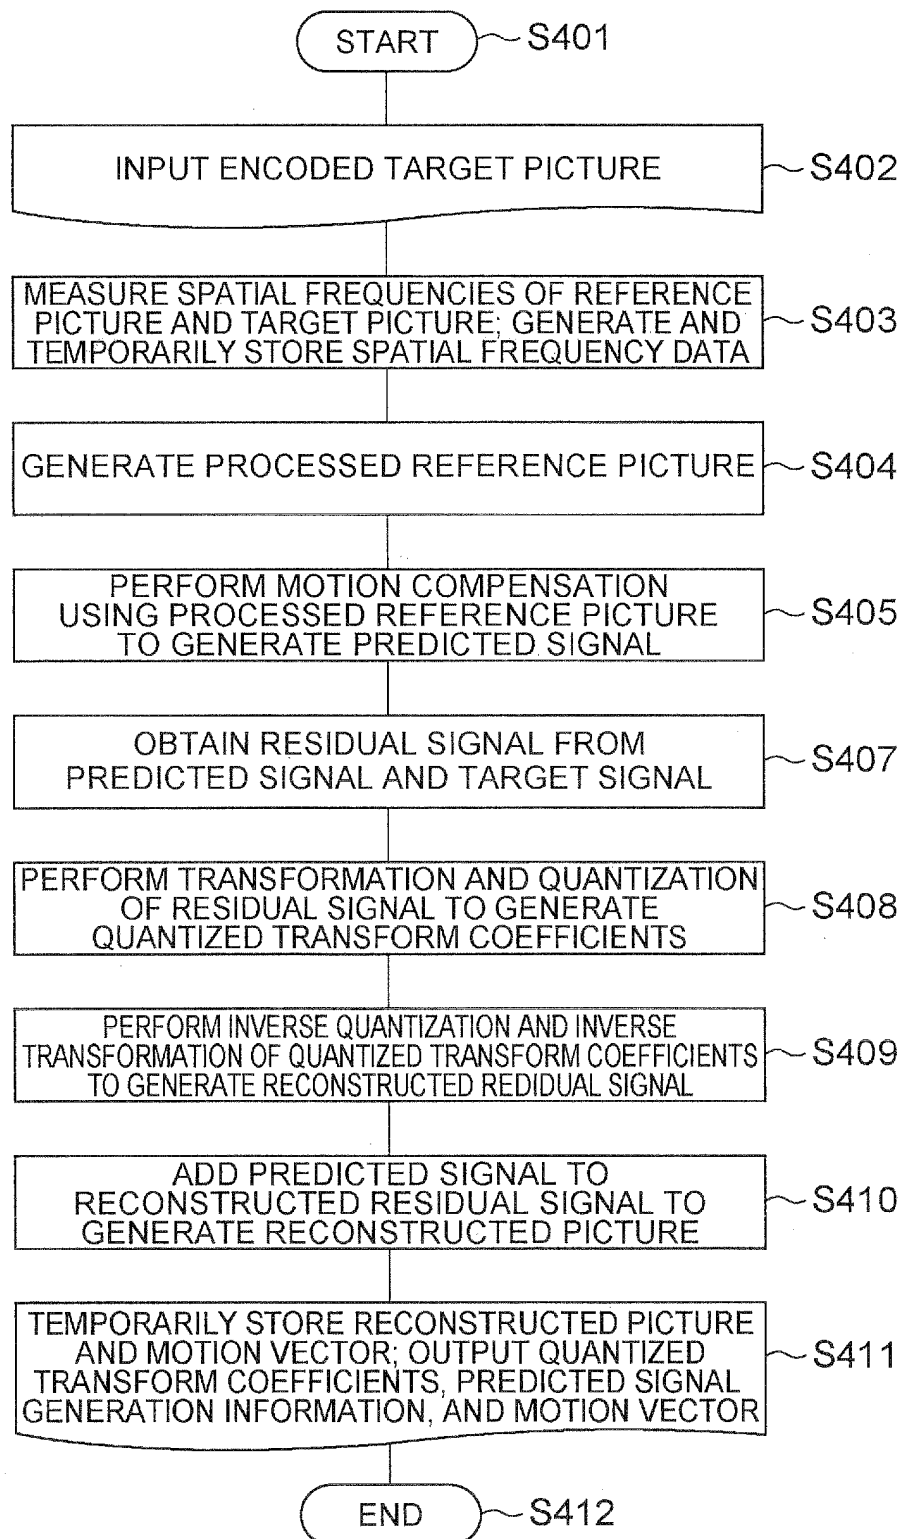 START
S401
INPUT ENCODED TARGET PICTURE
S402
MEASURE SPATIAL FREQUENCIES OF REFERENCE
PICTURE AND TARGET PICTURE; GENERATE AND
TEMPORARILY STORE SPATIAL FREQUENCY DATA
S403
GENERATE PROCESSED REFERENCE PICTURE
S404
PERFORM MOTION COMPENSATION
USING PROCESSED REFERENCE PICTURE
TO GENERATE PREDICTED SIGNAL
S405
OBTAIN RESIDUAL SIGNAL FROM
PREDICTED SIGNAL AND TARGET SIGNAL
S407
PERFORM TRANSFORMATION AND QUANTIZATION
OF RESIDUAL SIGNAL TO GENERATE
QUANTIZED TRANSFORM COEFFICIENTS
S408
PERFORM INVERSE QUANTIZATION AND INVERSE
TRANSFORMATION OF QUANTIZED TRANSFORM COEFFICIENTS
TO GENERATE RECONSTRUCTED REDIDUAL SIGNAL
S409
ADD PREDICTED SIGNAL TO
RECONSTRUCTED RESIDUAL SIGNAL TO
GENERATE RECONSTRUCTED PICTURE
S410
TEMPORARILY STORE RECONSTRUCTED PICTURE
AND MOTION VECTOR; OUTPUT QUANTIZED
TRANSFORM COEFFICIENTS, PREDICTED SIGNAL
GENERATION INFORMATION, AND MOTION VECTOR
S411
END
S412